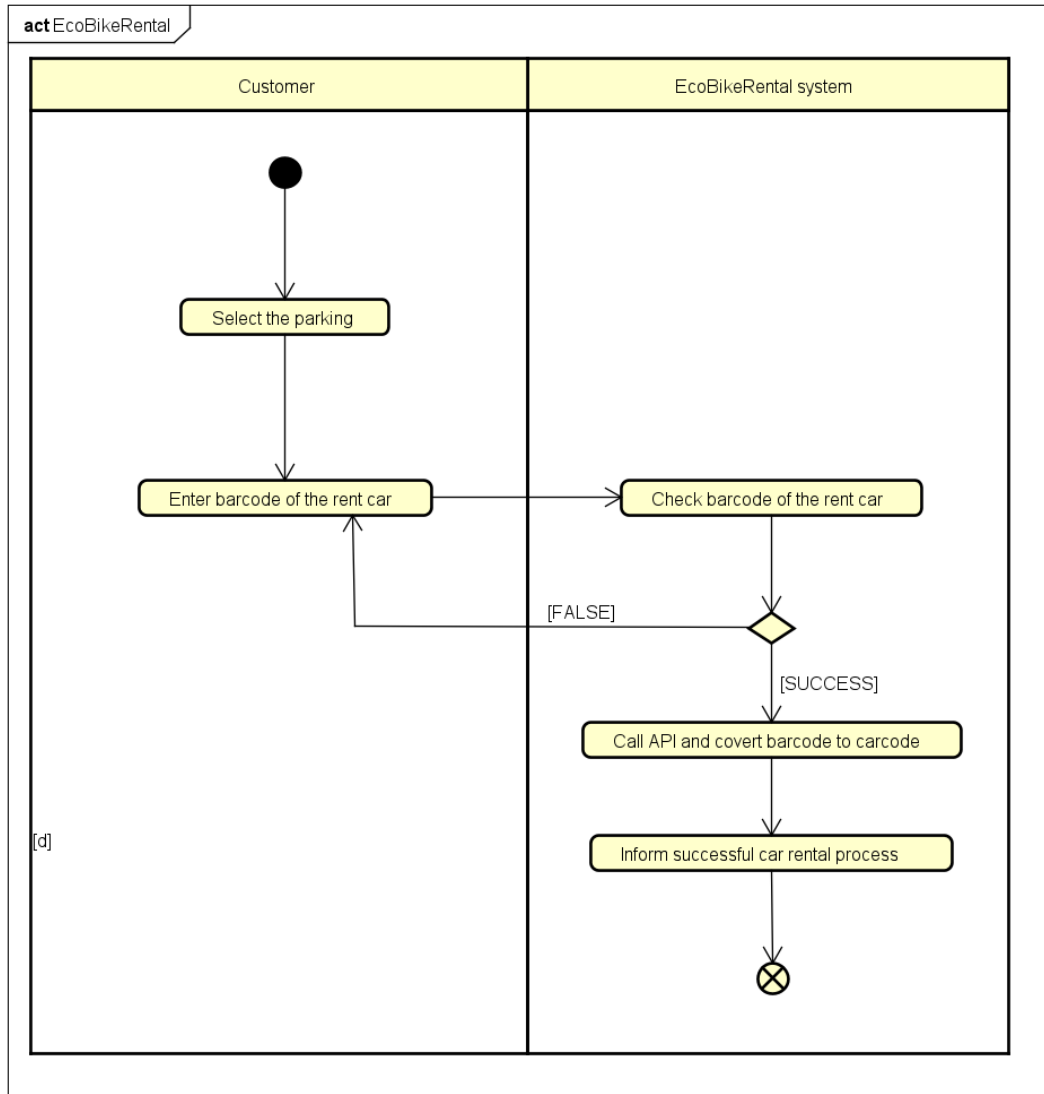 act EcoBikeRental
Customer
EcoBikeRental system
Select the parking
Enter barcode of the rent car
Check barcode of the rent car
[FALSE]
[SUCCESS]
Call API and covert barcode to carcode
[d]
Inform successful car rental process